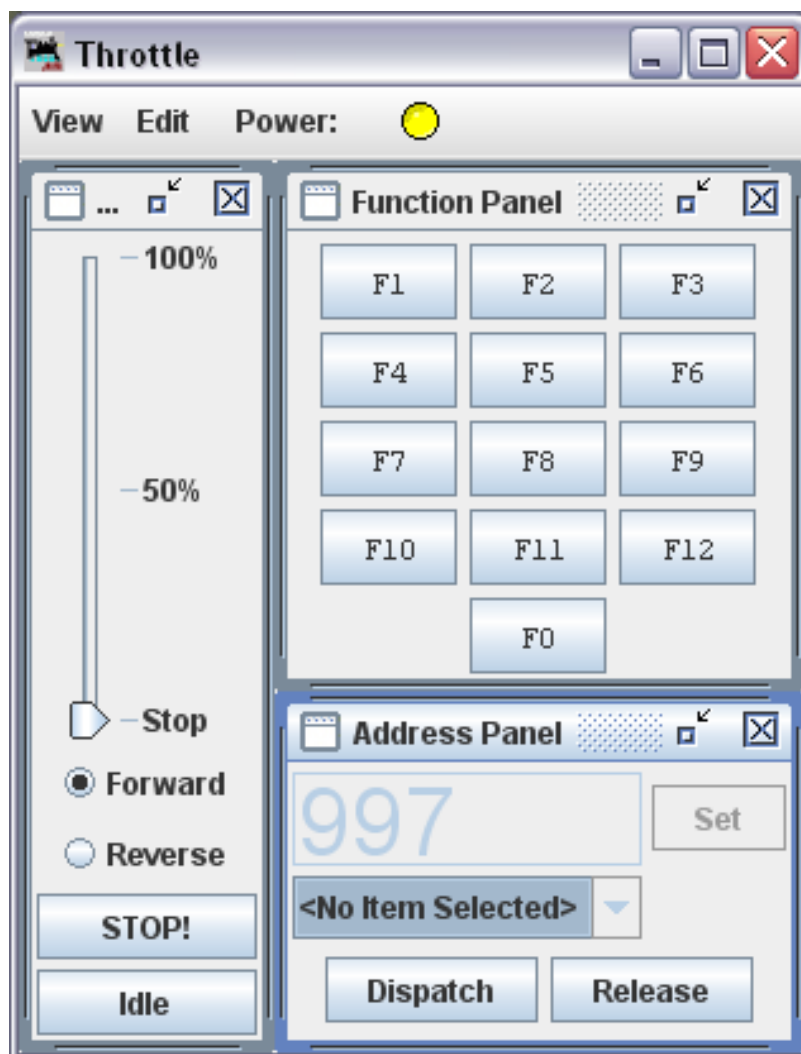 Throttle
View Edit Power:
...
100%
50%
Stop
Forward
Reverse
STOP!
Idle
Function Panel
F1 F2 F3
F4 F5 F6
F7 F8 F9
F10 F11 F12
F0
Address Panel
997 Set
<No Item Selected>
Dispatch Release